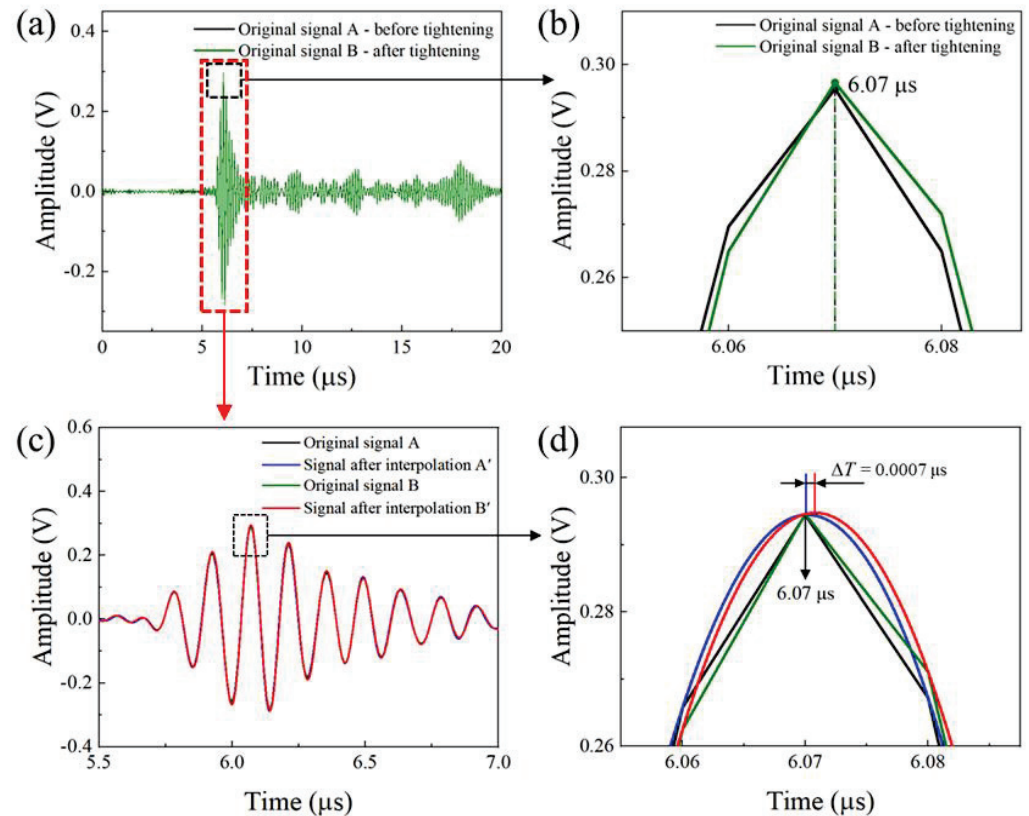 (a)
0.4
0.2
0.0
-0.2
Amplitude (V)
Original signal A - before tightening
Original signal B - after tightening
0
5
10
15
20
Time (μs)
(b)
0.30
0.28
0.26
Amplitude (V)
Original signal A - before tightening
Original signal B - after tightening
6.07 μs
6.06
6.08
Time (μs)
(c)
0.6
0.4
0.2
0.0
-0.2
-0.4
Amplitude (V)
Original signal A
Signal after interpolation A′
Original signal B
Signal after interpolation B′
5.5
6.0
6.5
7.0
Time (μs)
(d)
0.30
0.28
0.26
Amplitude (V)
ΔT = 0.0007 μs
6.07 μs
6.06
6.07
6.08
Time (μs)